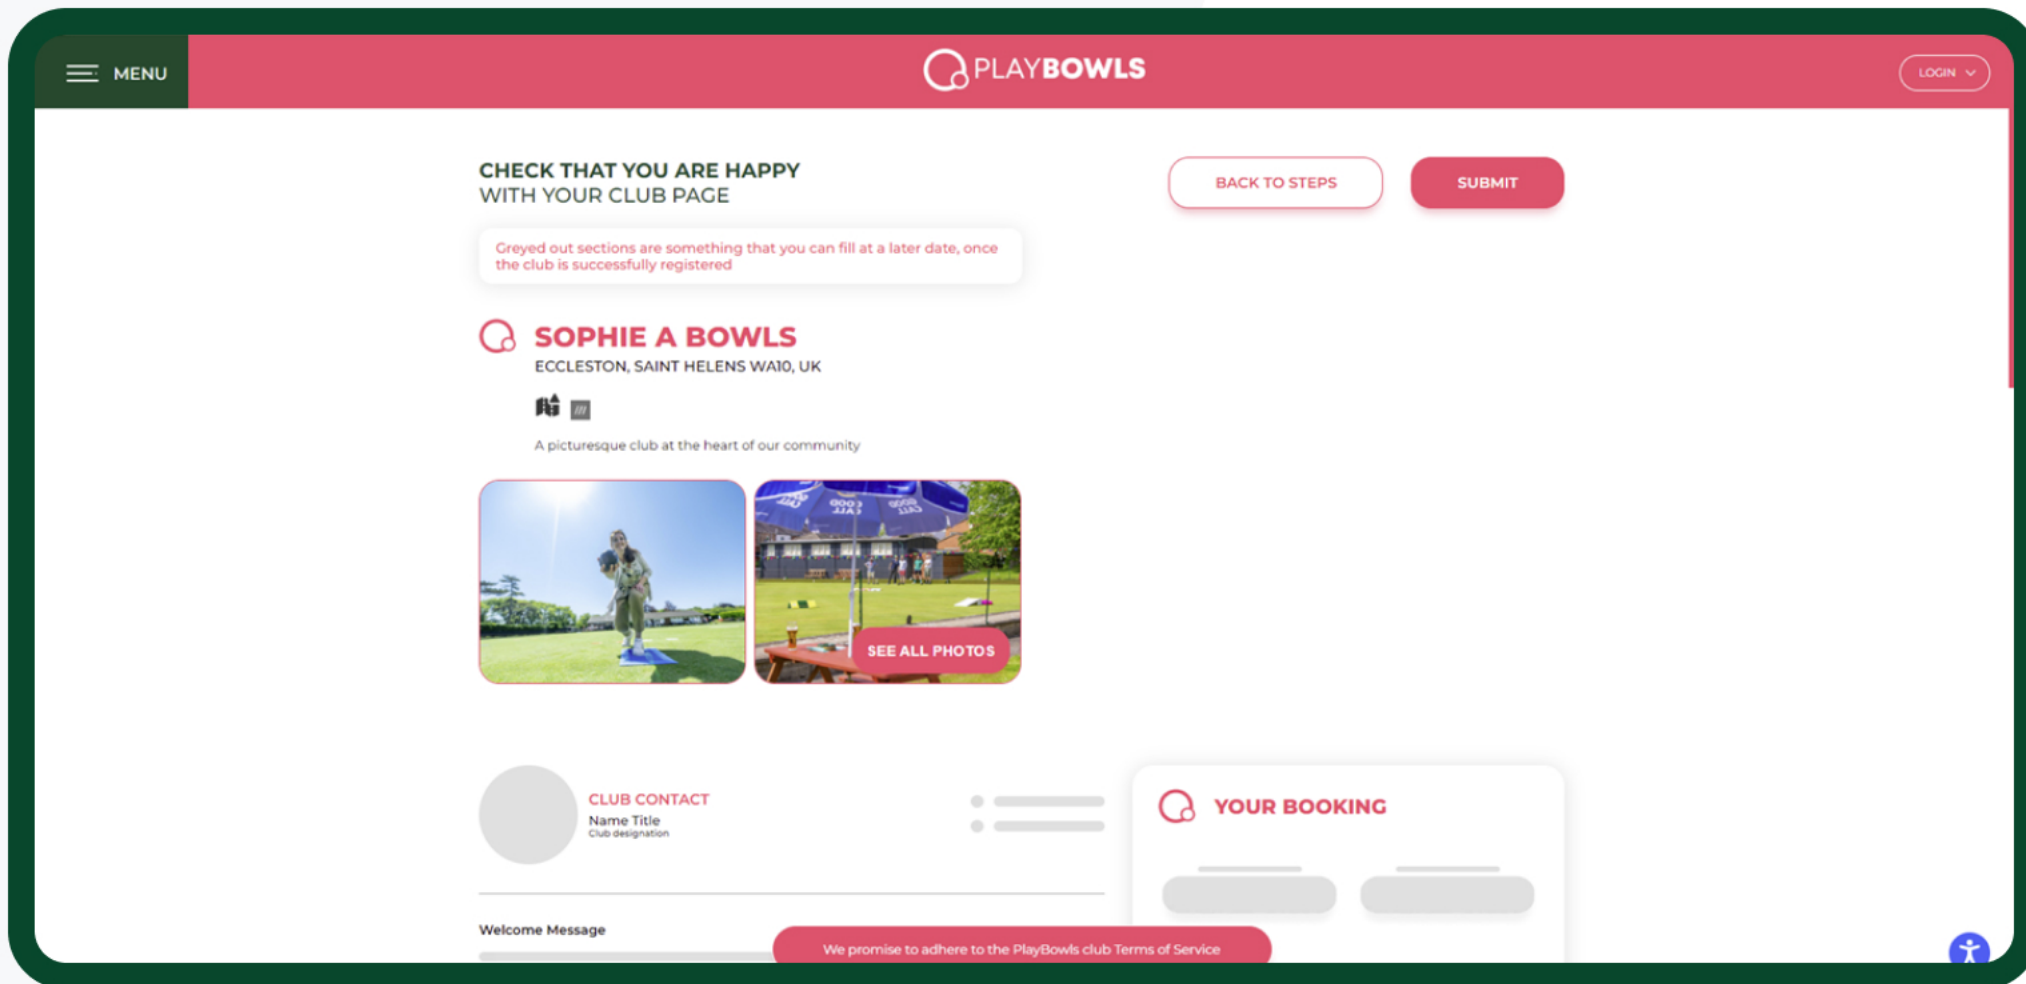 MENU
PLAYBOWLS
LOGIN
CHECK THAT YOU ARE HAPPY
WITH YOUR CLUB PAGE
BACK TO STEPS
SUBMIT
Greyed out sections are something that you can fill at a later date, once
the club is successfully registered
SOPHIE A BOWLS
ECCLESTON, SAINT HELENS WA10, UK
A picturesque club at the heart of our community
GOOD
CALL
SEE ALL PHOTOS
CLUB CONTACT
Name Title
Club designation
YOUR BOOKING
Welcome Message
We promise to adhere to the PlayBowls club Terms of Service